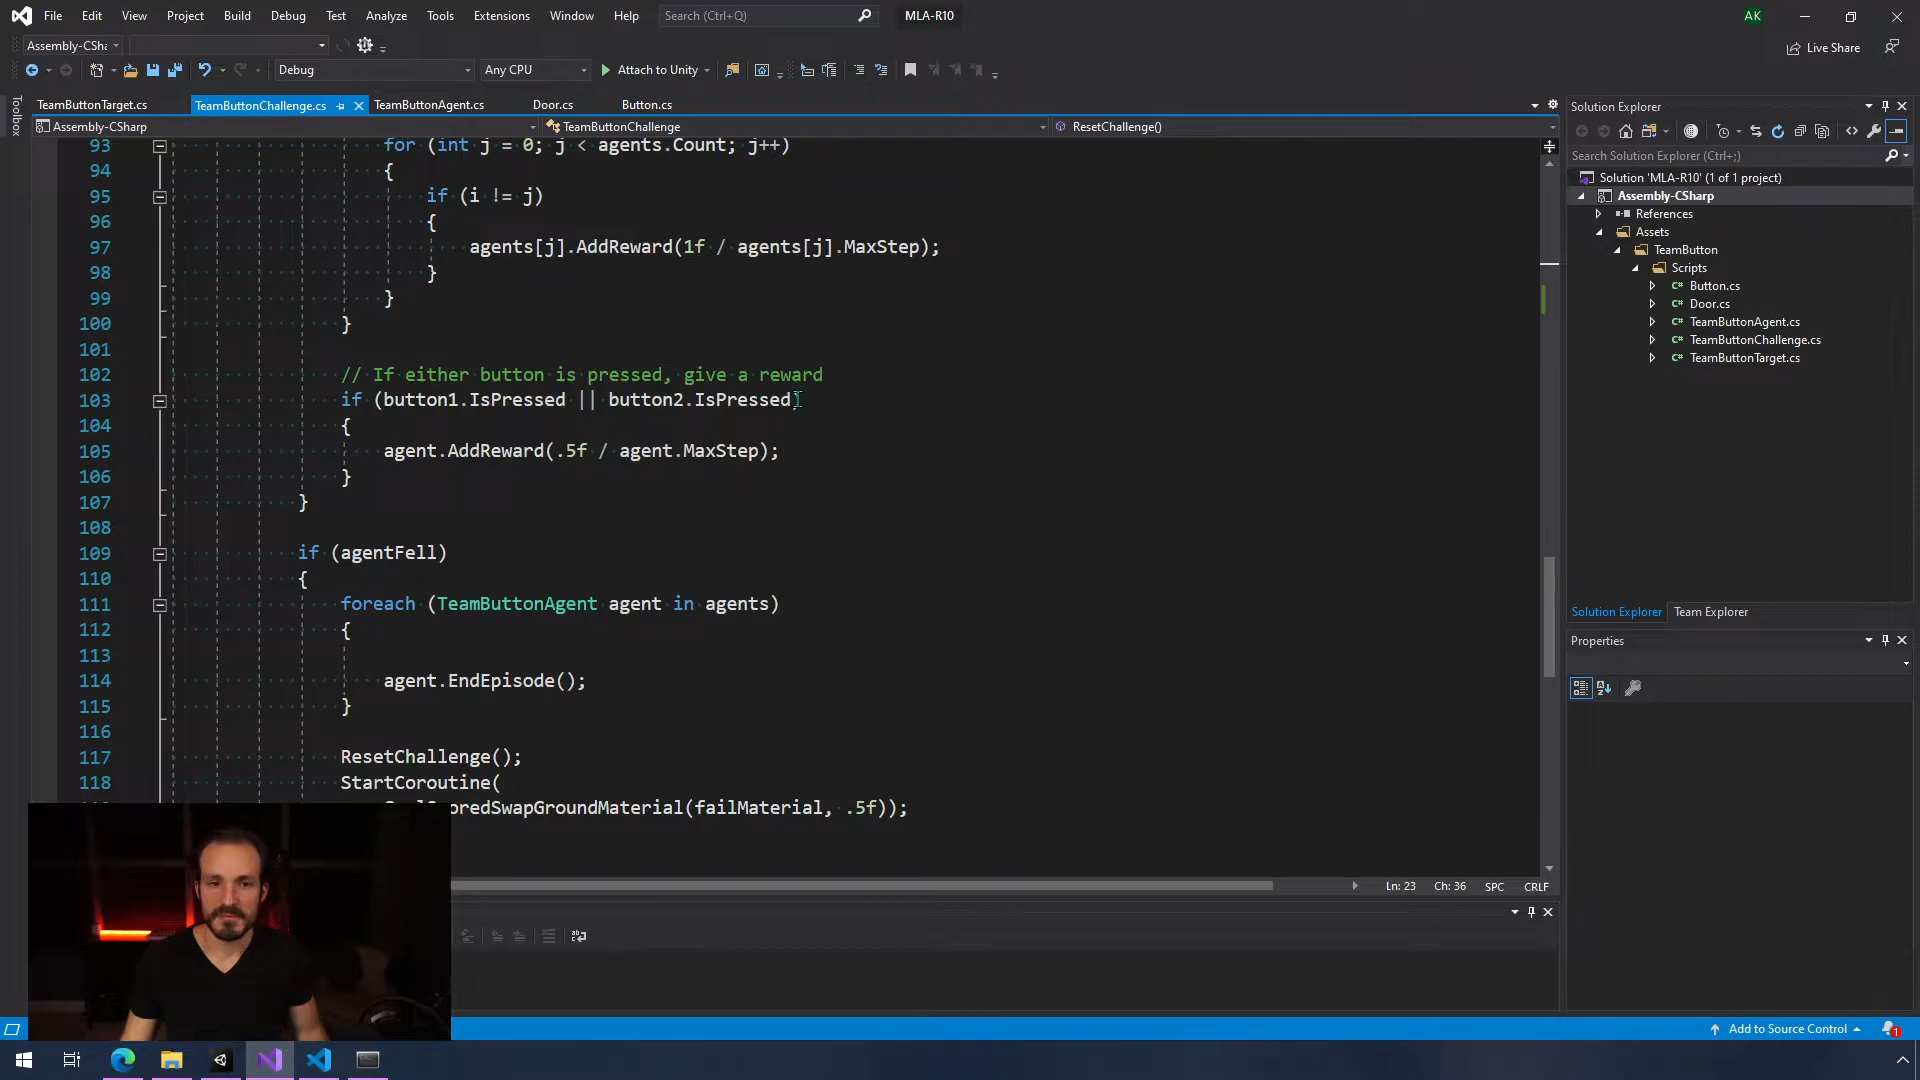 File Edit View Project Build Debug Test Analyze Tools Extensions Window Help Search (Ctrl+Q) MLA-R10 AK
Assembly-CSha Live Share
Debug Any CPU Attach to Unity
TeamButtonTarget.cs TeamButtonChallenge.cs TeamButtonAgent.cs Door.cs Button.cs
Assembly-CSharp TeamButtonChallenge ResetChallenge()
Toolbox
93 for (int j = 0; j < agents.Count; j++)
94 {
95 if (i != j)
96 {
97 agents[j].AddReward(1f / agents[j].MaxStep);
98 }
99 }
100 }
101
102 // If either button is pressed, give a reward
103 if (button1.IsPressed || button2.IsPressed)
104 {
105 agent.AddReward(.5f / agent.MaxStep);
106 }
107 }
108
109 if (agentFell)
110 {
111 foreach (TeamButtonAgent agent in agents)
112 {
113
114 agent.EndEpisode();
115 }
116
117 ResetChallenge();
118 StartCoroutine(
oredSwapGroundMaterial(failMaterial, .5f));
Ln: 23 Ch: 36 SPC CRLF
Solution Explorer
Search Solution Explorer (Ctrl+;)
Solution 'MLA-R10' (1 of 1 project)
Assembly-CSharp
References
Assets
TeamButton
Scripts
C# Button.cs
C# Door.cs
C# TeamButtonAgent.cs
C# TeamButtonChallenge.cs
C# TeamButtonTarget.cs
Solution Explorer Team Explorer
Properties
Add to Source Control 1